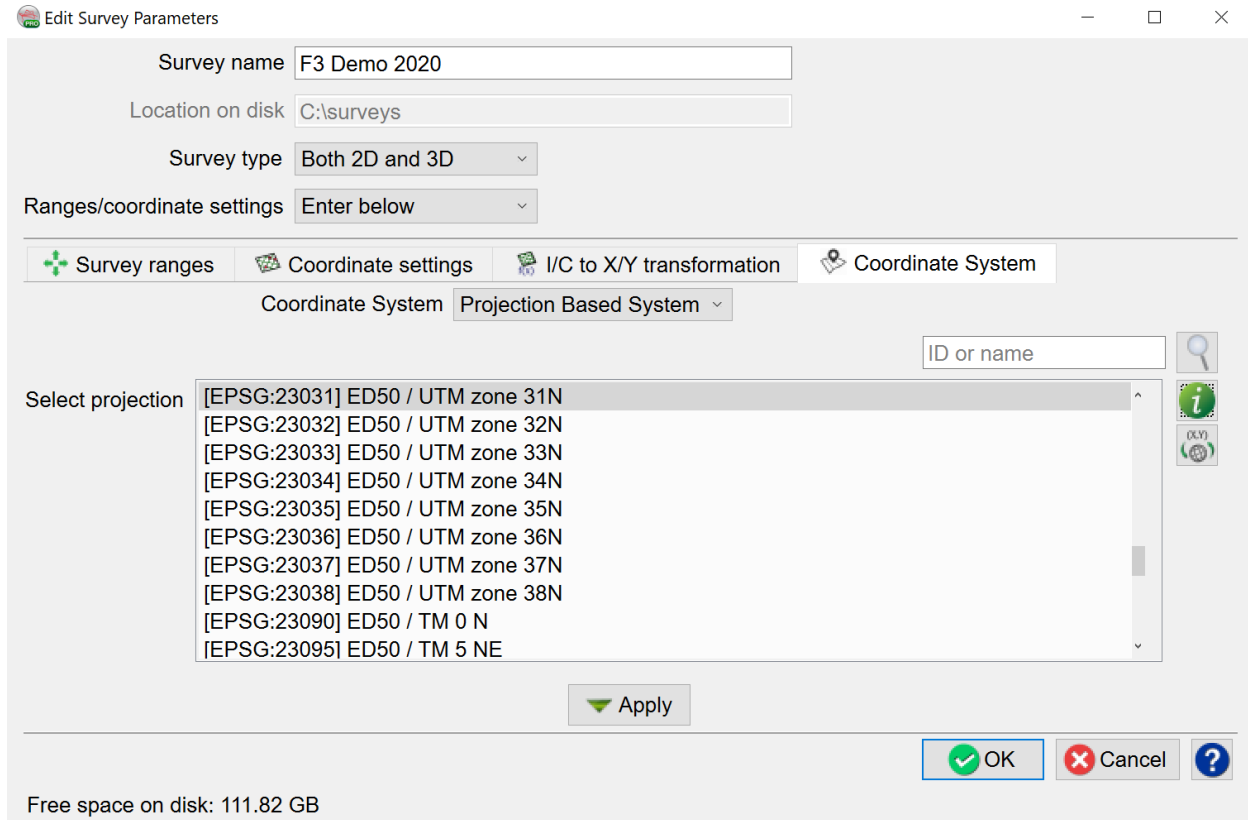 Edit Survey Parameters
Survey name F3 Demo 2020
Location on disk C:\surveys
Survey type Both 2D and 3D
Ranges/coordinate settings Enter below
Survey ranges Coordinate settings I/C to X/Y transformation Coordinate System
Coordinate System Projection Based System
ID or name
Select projection [EPSG:23031] ED50 / UTM zone 31N
[EPSG:23032] ED50 / UTM zone 32N
[EPSG:23033] ED50 / UTM zone 33N
[EPSG:23034] ED50 / UTM zone 34N
[EPSG:23035] ED50 / UTM zone 35N
[EPSG:23036] ED50 / UTM zone 36N
[EPSG:23037] ED50 / UTM zone 37N
[EPSG:23038] ED50 / UTM zone 38N
[EPSG:23090] ED50 / TM 0 N
[EPSG:23095] ED50 / TM 5 NE
(X,Y)
Apply
OK Cancel ?
Free space on disk: 111.82 GB